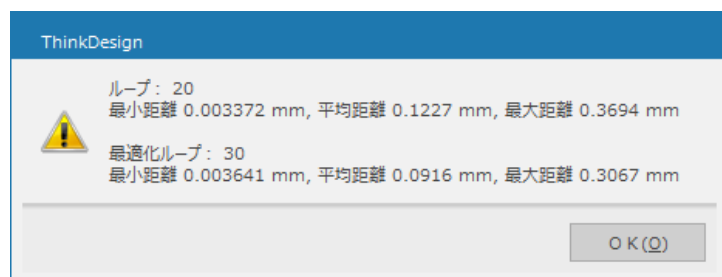 ThinkDesign
ループ： 20
最小距離 0.003372 mm, 平均距離 0.1227 mm, 最大距離 0.3694 mm
最適化ループ： 30
最小距離 0.003641 mm, 平均距離 0.0916 mm, 最大距離 0.3067 mm
O K(O)